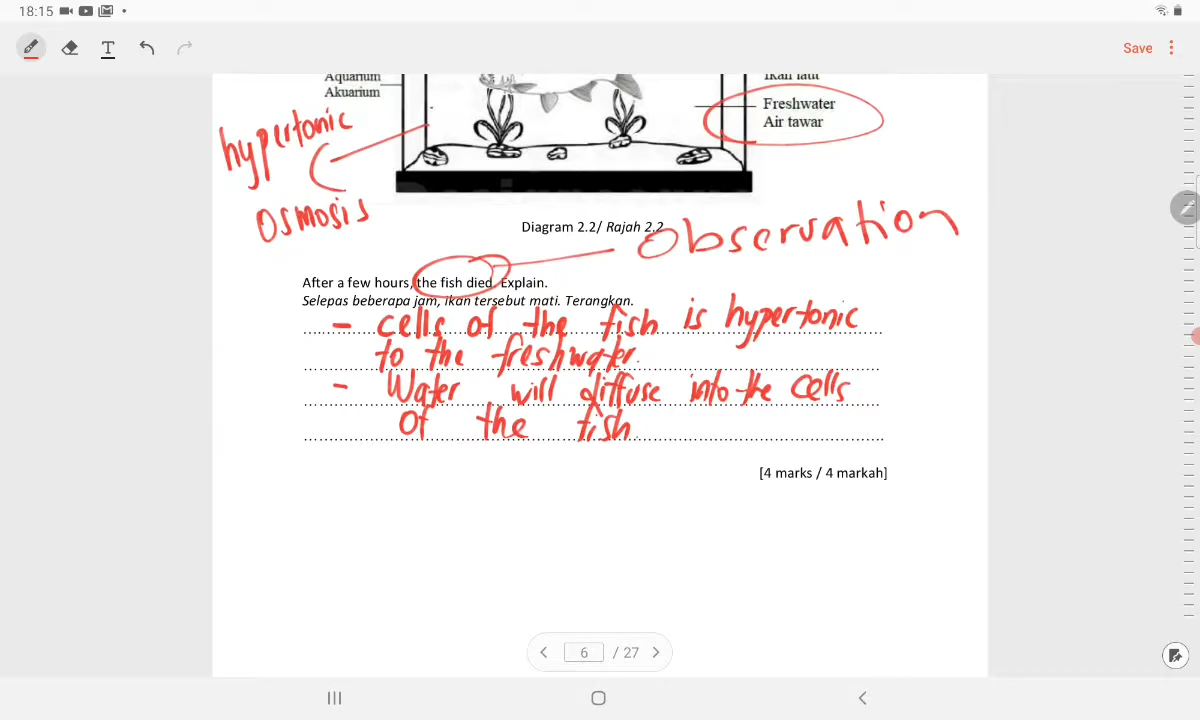 18:15
Save
Aquarium
Akuarium
Freshwater
Air tawar
hypertonic
osmosis
Diagram 2.2/ Rajah 2.2
observation
After a few hours, the fish died. Explain.
Selepas beberapa jam, ikan tersebut mati. Terangkan.
- cells of the fish is hypertonic
to the freshwater.
- Water will diffuse into the cells
of the fish.
[4 marks / 4 markah]
6 / 27